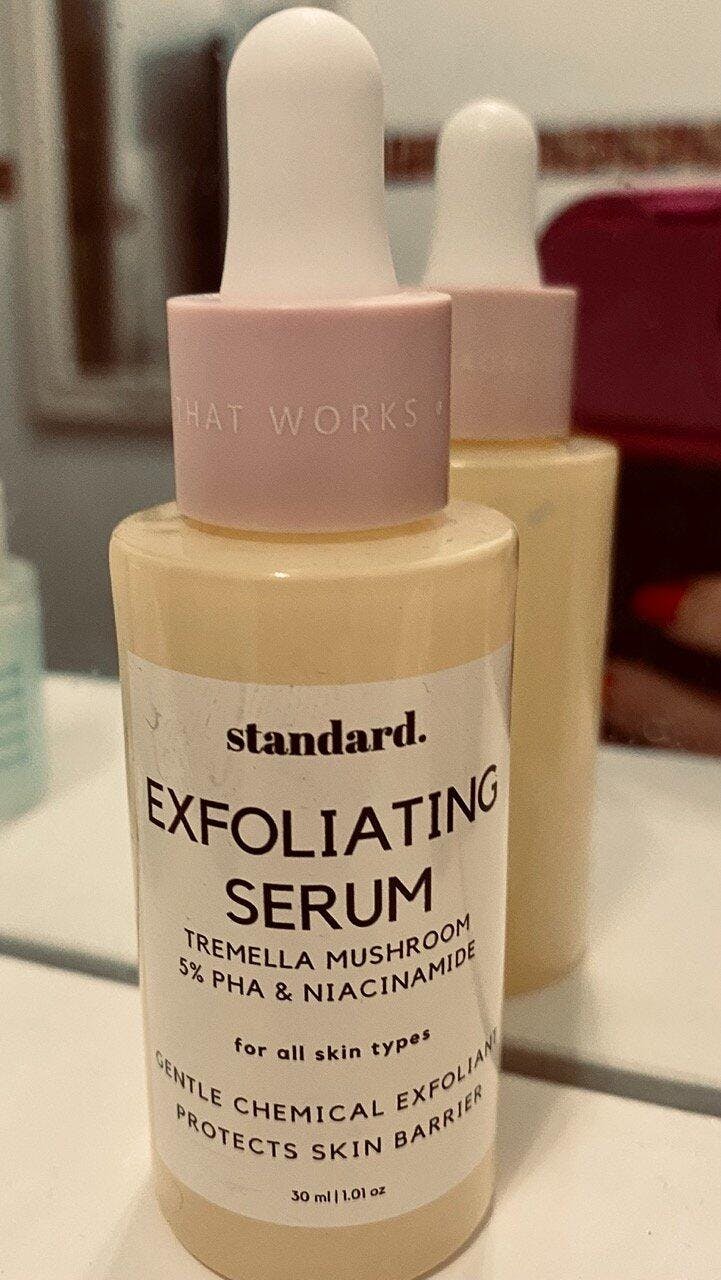 THAT WORKS
standard.
EXFOLIATING
SERUM
TREMELLA MUSHROOM
5% PHA & NIACINAMIDE
for all skin types
GENTLE CHEMICAL EXFOLIANT
PROTECTS SKIN BARRIER
30 ml | 1.01 oz